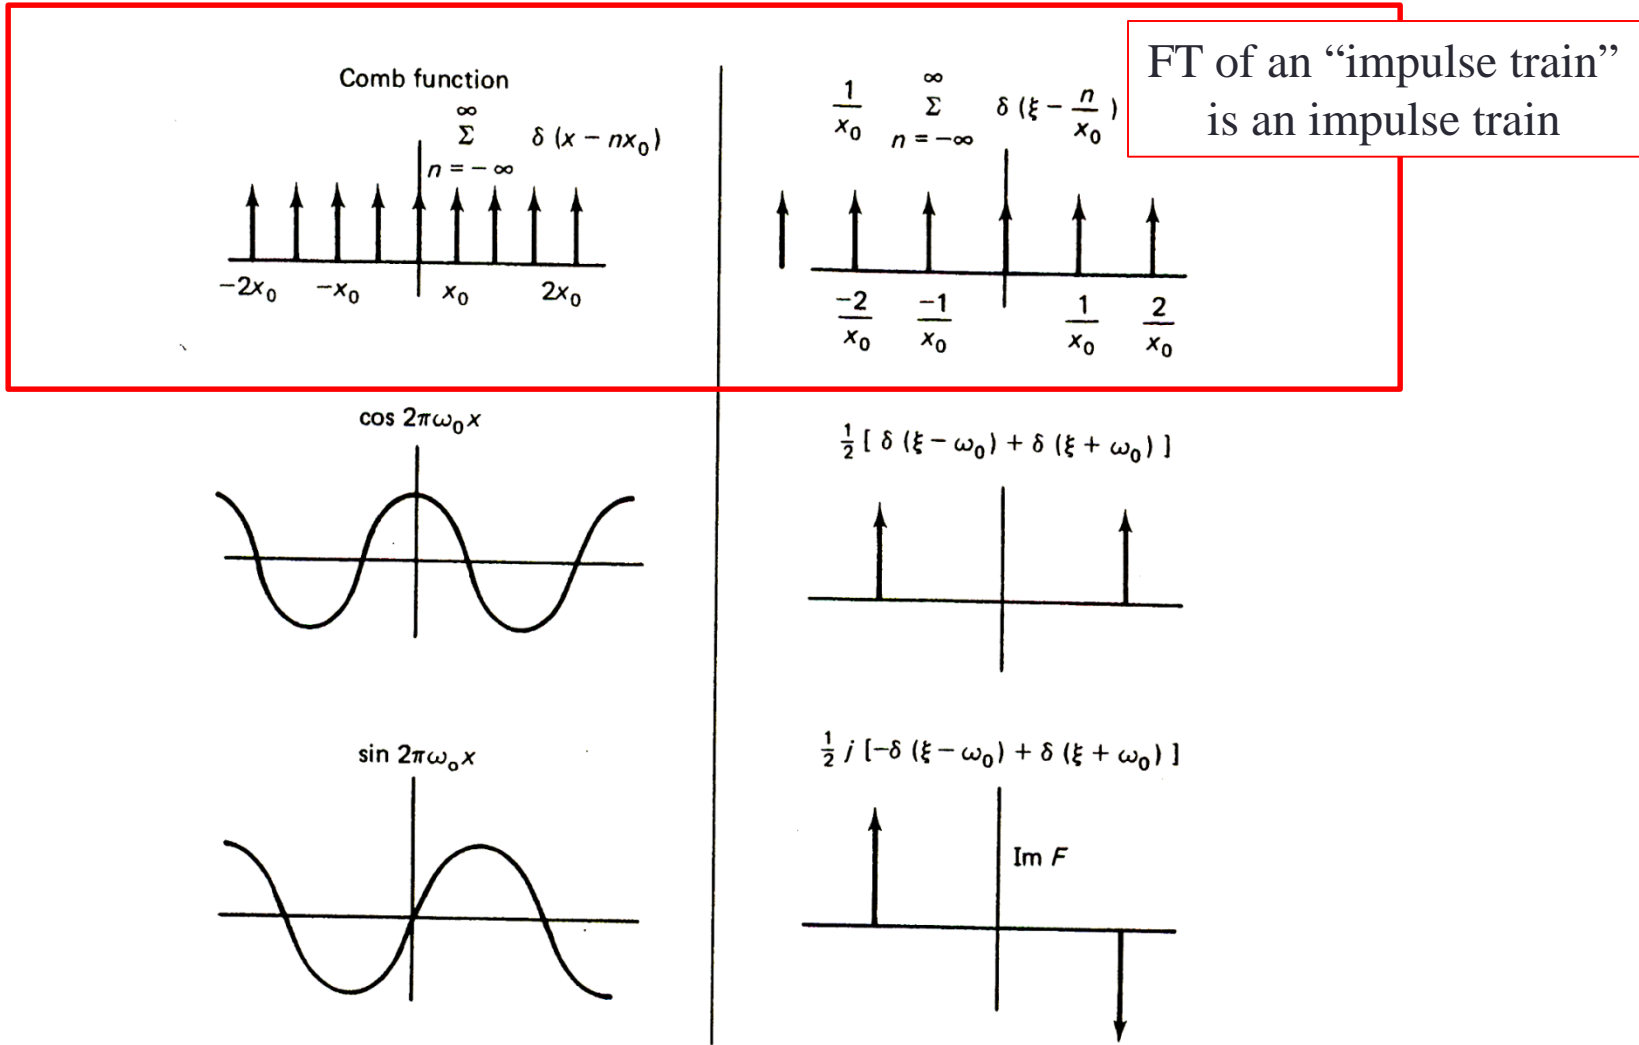 FT of an “impulse train”
is an impulse train
Comb function
∞
Σ δ (x − nx₀)
n = − ∞
−2x₀ −x₀ x₀ 2x₀
1/x₀ ∞ Σ n = −∞ δ (ξ − n/x₀)
−2/x₀ −1/x₀ 1/x₀ 2/x₀
cos 2πω₀x
½ [ δ (ξ − ω₀) + δ (ξ + ω₀) ]
sin 2πω₀x
½ j [−δ (ξ − ω₀) + δ (ξ + ω₀) ]
Im F